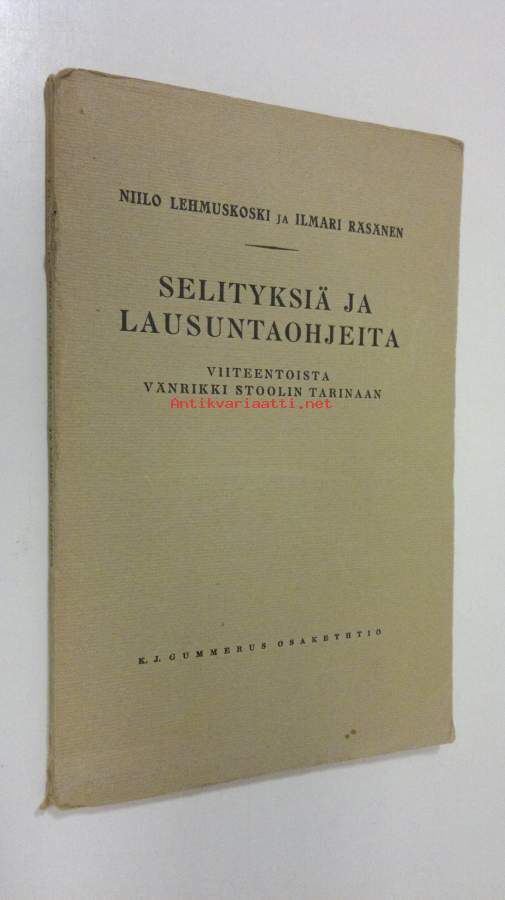 NIILO LEHMUSKOSKI JA ILMARI RÄSÄNEN
SELITYKSIÄ JA
LAUSUNTAOHJEITA
VIITEENTOISTA
VÄNRIKKI STOOLIN TARINAAN
Antikvariaatti.net
K. J. GUMMERUS OSAKEYHTIÖ